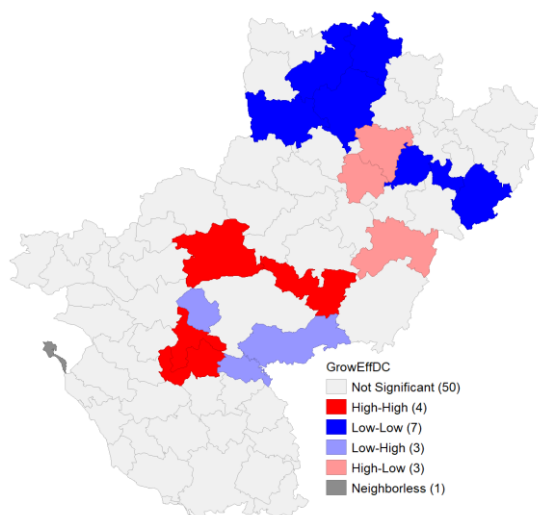 GrowEffDC
Not Significant (50)
High-High (4)
Low-Low (7)
Low-High (3)
High-Low (3)
Neighborless (1)